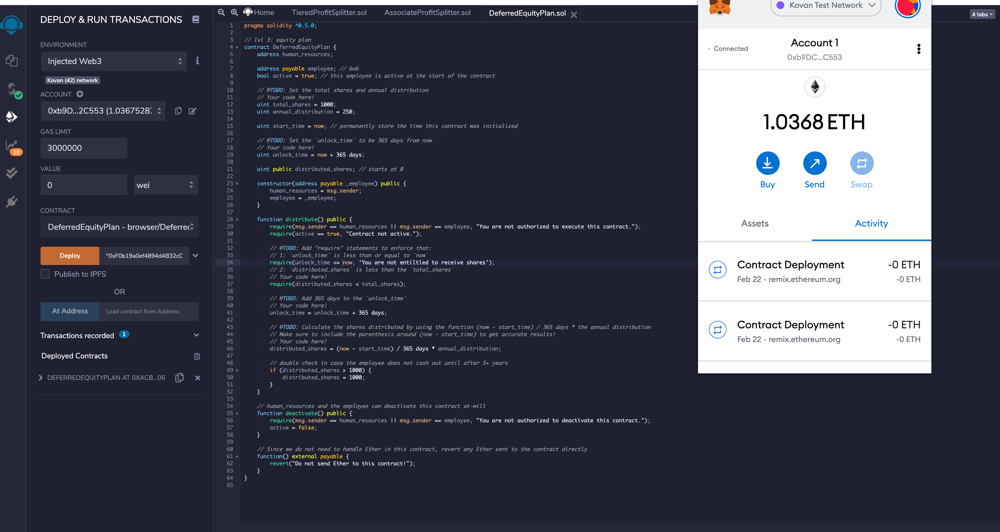 DEPLOY & RUN TRANSACTIONS
ENVIRONMENT
Injected Web3
i
Kovan (42) network
ACCOUNT
0xb9D...2C553 (1.0367528
GAS LIMIT
3000000
10
VALUE
0
wei
CONTRACT
DeferredEquityPlan - browser/Deferred
Deploy
"0xF0b19a0ef4894d4B32cD
Publish to IPFS
OR
At Address
Load contract from Address
Transactions recorded 1
Deployed Contracts
DEFERREDEQUITYPLAN AT 0XACB...06
Home
TieredProfitSplitter.sol
AssociateProfitSplitter.sol
DeferredEquityPlan.sol
4 tabs
1 pragma solidity ^0.5.0;
2
3 // lvl 3: equity plan
4 contract DeferredEquityPlan {
5 address human_resources;
6
7 address payable employee; // bob
8 bool active = true; // this employee is active at the start of the contract
9
10 // @TODO: Set the total shares and annual distribution
11 // Your code here!
12 uint total_shares = 1000;
13 uint annual_distribution = 250;
14
15 uint start_time = now; // permanently store the time this contract was initialized
16
17 // @TODO: Set the `unlock_time` to be 365 days from now
18 // Your code here!
19 uint unlock_time = now + 365 days;
20
21 uint public distributed_shares; // starts at 0
22
23 constructor(address payable _employee) public {
24 human_resources = msg.sender;
25 employee = _employee;
26 }
27
28 function distribute() public {
29 require(msg.sender == human_resources || msg.sender == employee, "You are not authorized to execute this contract.");
30 require(active == true, "Contract not active.");
31
32 // @TODO: Add "require" statements to enforce that:
33 // 1: `unlock_time` is less than or equal to `now`
34 require(unlock_time <= now, 'You are not entiltled to receive shares');
35 // 2: `distributed_shares` is less than the `total_shares`
36 // Your code here!
37 require(distributed_shares < total_shares);
38
39 // @TODO: Add 365 days to the `unlock_time`
40 // Your code here!
41 unlock_time = unlock_time + 365 days;
42
43 // @TODO: Calculate the shares distributed by using the function (now - start_time) / 365 days * the annual distribution
44 // Make sure to include the parenthesis around (now - start_time) to get accurate results!
45 // Your code here!
46 distributed_shares = (now - start_time) / 365 days * annual_distribution;
47
48 // double check in case the employee does not cash out until after 5+ years
49 if (distributed_shares > 1000) {
50 distributed_shares = 1000;
51 }
52 }
53
54 // human_resources and the employee can deactivate this contract at-will
55 function deactivate() public {
56 require(msg.sender == human_resources || msg.sender == employee, "You are not authorized to deactivate this contract.");
57 active = false;
58 }
59
60 // Since we do not need to handle Ether in this contract, revert any Ether sent to the contract directly
61 function() external payable {
62 revert("Do not send Ether to this contract!");
63 }
64 }
65
Kovan Test Network
Connected
Account 1
0xb9DC...C553
1.0368 ETH
Buy
Send
Swap
Assets
Activity
Contract Deployment
-0 ETH
Feb 22 · remix.ethereum.org
-0 ETH
Contract Deployment
-0 ETH
Feb 22 · remix.ethereum.org
-0 ETH